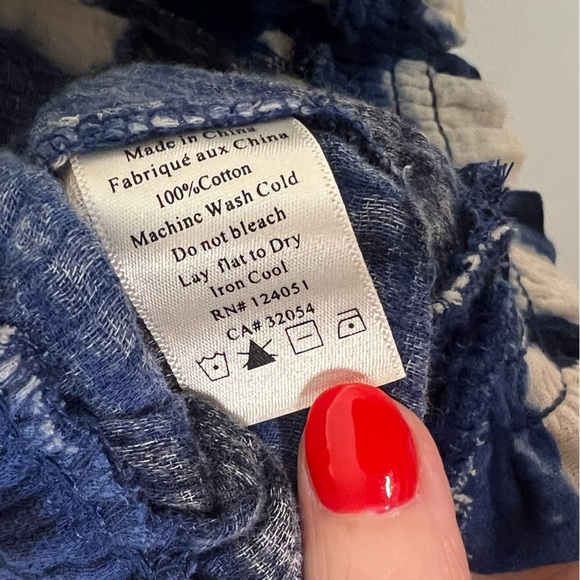 Made in China
Fabriqué aux China
100%Cotton
Machine Wash Cold
Do not bleach
Lay flat to Dry
Iron Cool
RN# 124051
CA# 32054